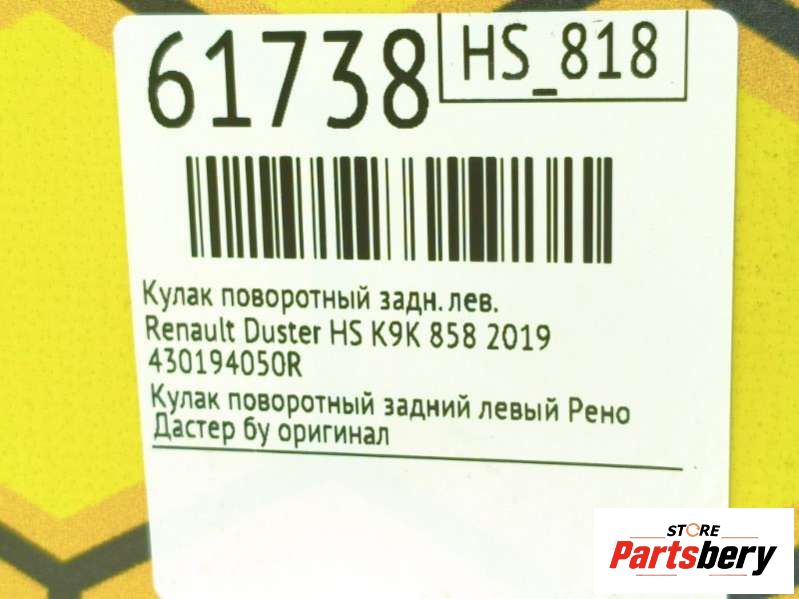 61738
HS_818
Кулак поворотный задн. лев.
Renault Duster HS K9K 858 2019
430194050R
Кулак поворотный задний левый Рено
Дастер бу оригинал
STORE
Partsbery